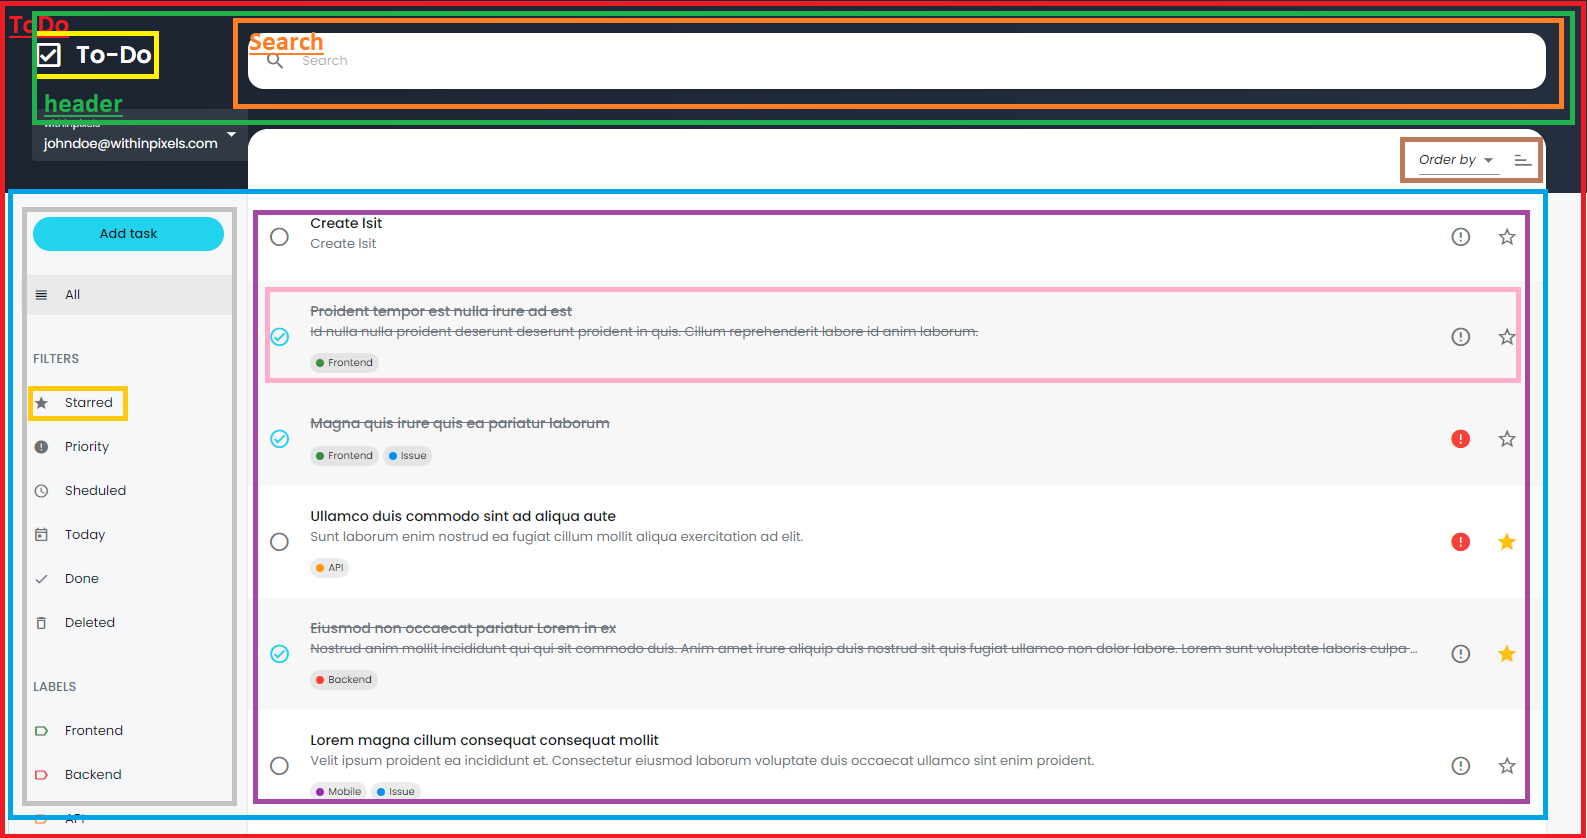 ToDo
To-Do
Search
Search
header
withinpixels
johndoe@withinpixels.com
Order by
Add task
All
FILTERS
Starred
Priority
Sheduled
Today
Done
Deleted
LABELS
Frontend
Backend
API
Create lsit
Create lsit
Proident tempor est nulla irure ad est
Id nulla nulla proident deserunt deserunt proident in quis. Cillum reprehenderit labore id anim laborum.
Frontend
Magna quis irure quis ea pariatur laborum
Frontend Issue
Ullamco duis commodo sint ad aliqua aute
Sunt laborum enim nostrud ea fugiat cillum mollit aliqua exercitation ad elit.
API
Eiusmod non occaecat pariatur Lorem in ex
Nostrud anim mollit incididunt qui qui sit commodo duis. Anim amet irure aliquip duis nostrud sit quis fugiat ullamco non dolor labore. Lorem sunt voluptate laboris culpa ...
Backend
Lorem magna cillum consequat consequat mollit
Velit ipsum proident ea incididunt et. Consectetur eiusmod laborum voluptate duis occaecat ullamco sint enim proident.
Mobile Issue